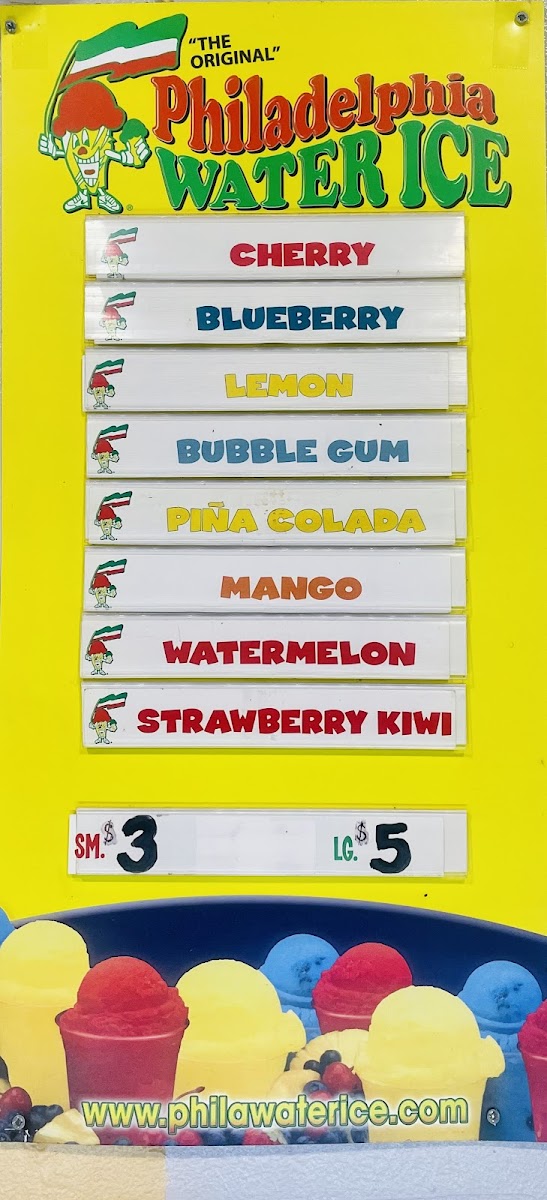 "THE
ORIGINAL"
Philadelphia
WATER ICE
®
CHERRY
BLUEBERRY
LEMON
BUBBLE GUM
PIÑA COLADA
MANGO
WATERMELON
STRAWBERRY KIWI
SM. $3 LG. $5
www.philawaterice.com